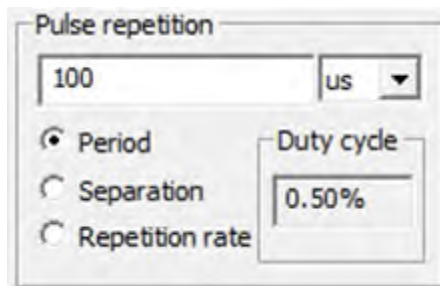 Pulse repetition
100 us
Period
Duty cycle
Separation
0.50%
Repetition rate